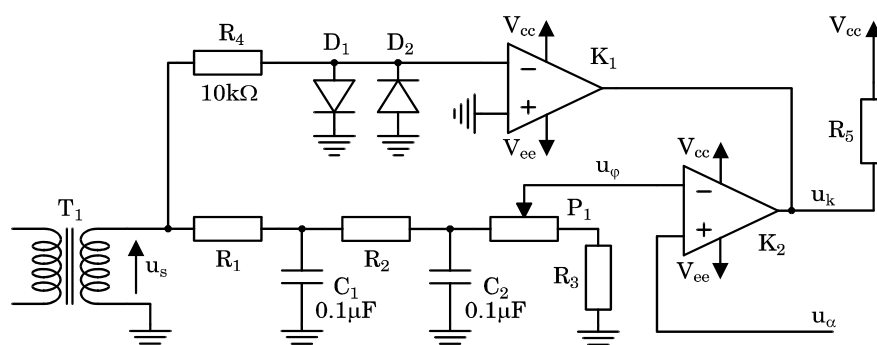 R4
D1
D2
Vcc
K1
Vcc
10kΩ
−
+
Vee
R5
Vcc
uφ
T1
P1
−
uk
+
us
R1
R2
K2
C1
0.1µF
C2
0.1µF
R3
Vee
uα